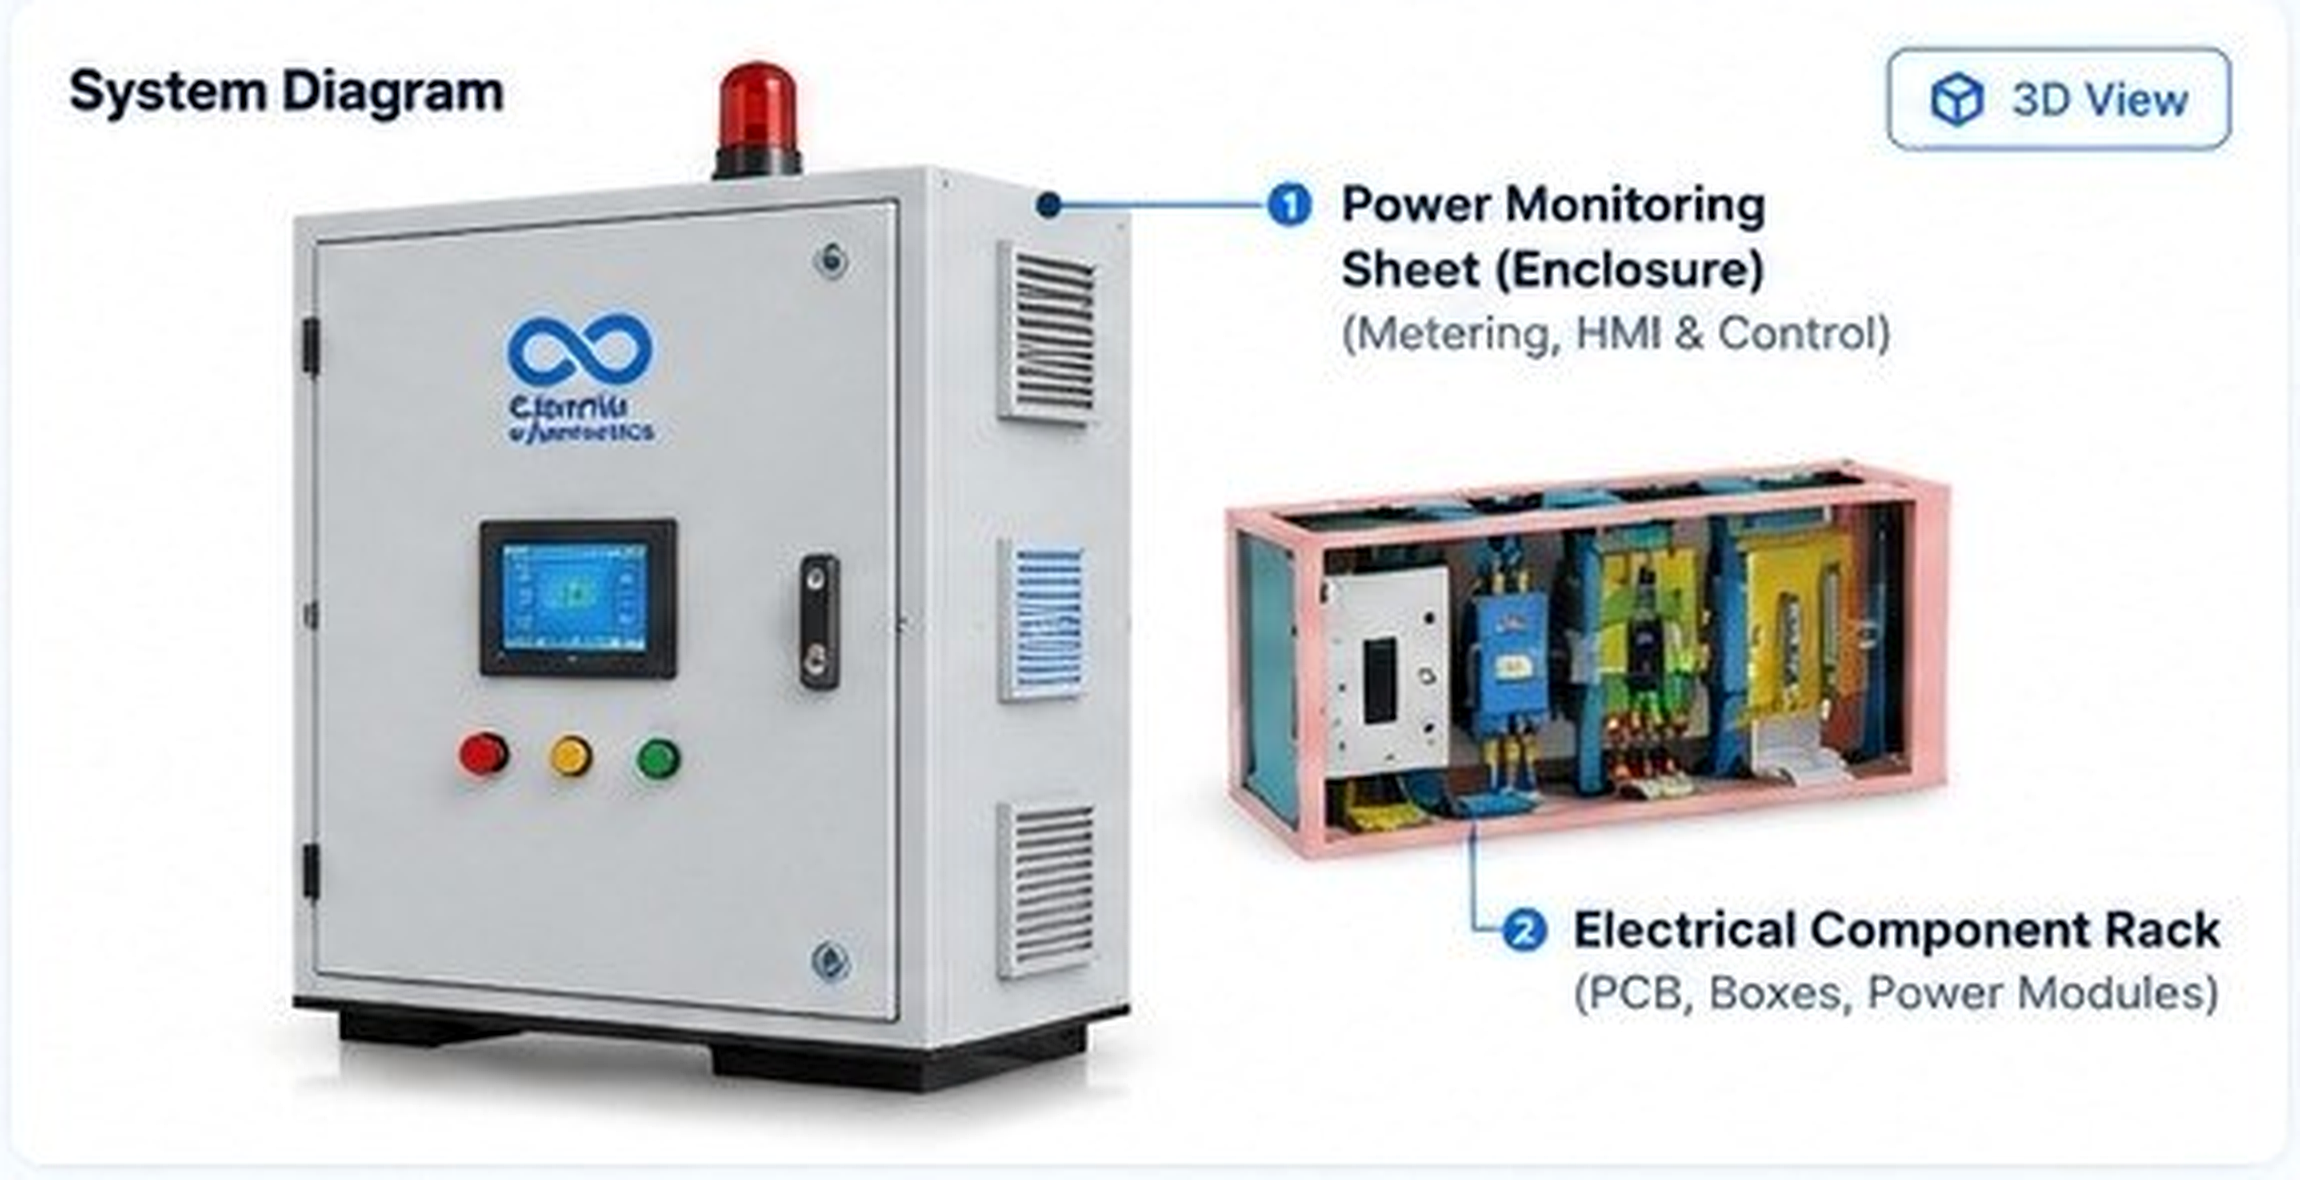 System Diagram
3D View
1 Power Monitoring
Sheet (Enclosure)
(Metering, HMI & Control)
2 Electrical Component Rack
(PCB, Boxes, Power Modules)